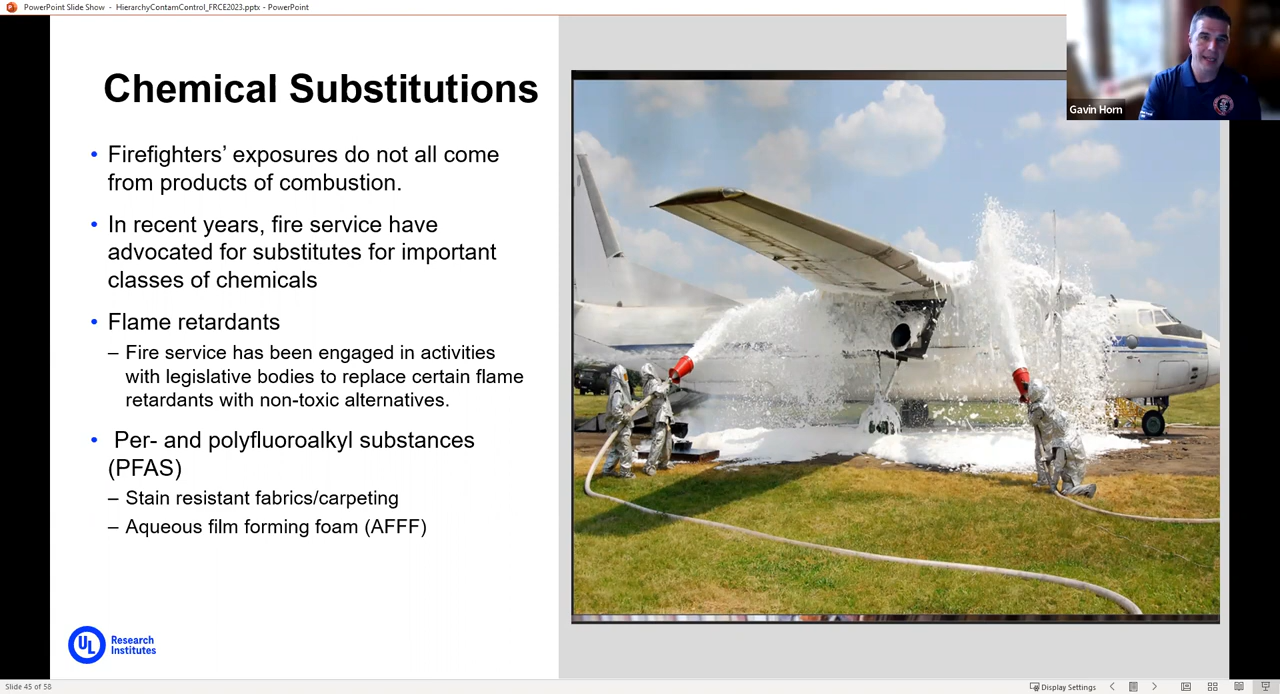 PowerPoint Slide Show - HierarchyContamControl_FRCE2023.pptx - PowerPoint
Chemical Substitutions
• Firefighters’ exposures do not all come
from products of combustion.
• In recent years, fire service have
advocated for substitutes for important
classes of chemicals
• Flame retardants
– Fire service has been engaged in activities
with legislative bodies to replace certain flame
retardants with non-toxic alternatives.
• Per- and polyfluoroalkyl substances
(PFAS)
– Stain resistant fabrics/carpeting
– Aqueous film forming foam (AFFF)
UL Research
Institutes
Gavin Horn
Slide 45 of 58
Display Settings